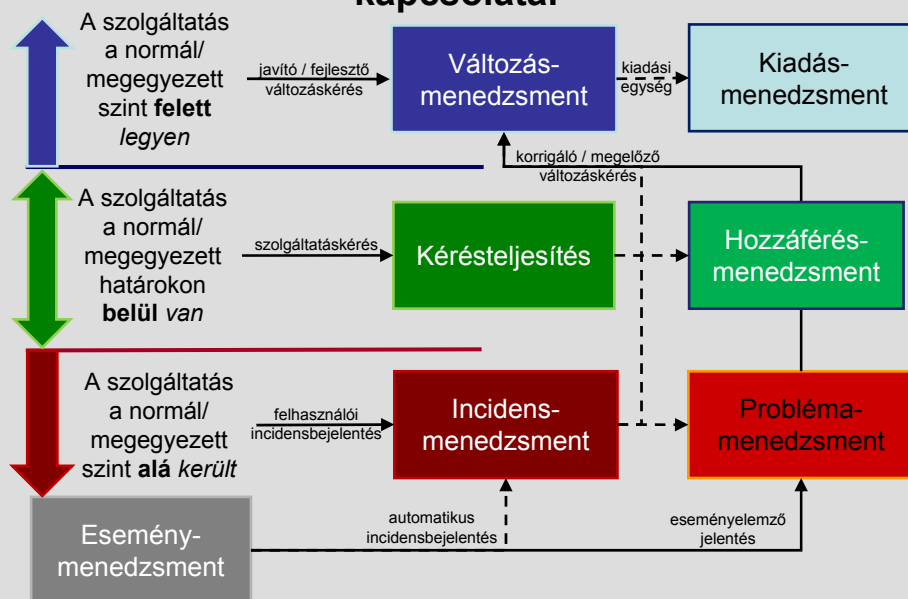 kapcsolatai
A szolgáltatás
a normál/
megegyezett
szint felett
legyen
javító / fejlesztő
változáskérés
Változás-
menedzsment
kiadási
egység
Kiadás-
menedzsment
korrigáló / megelőző
változáskérés
A szolgáltatás
a normál/
megegyezett
határokon
belül van
szolgáltatáskérés
Kérésteljesítés
Hozzáférés-
menedzsment
A szolgáltatás
a normál/
megegyezett
szint alá került
felhasználói
incidensbejelentés
Incidens-
menedzsment
Probléma-
menedzsment
Esemény-
menedzsment
automatikus
incidensbejelentés
eseményelemző
jelentés